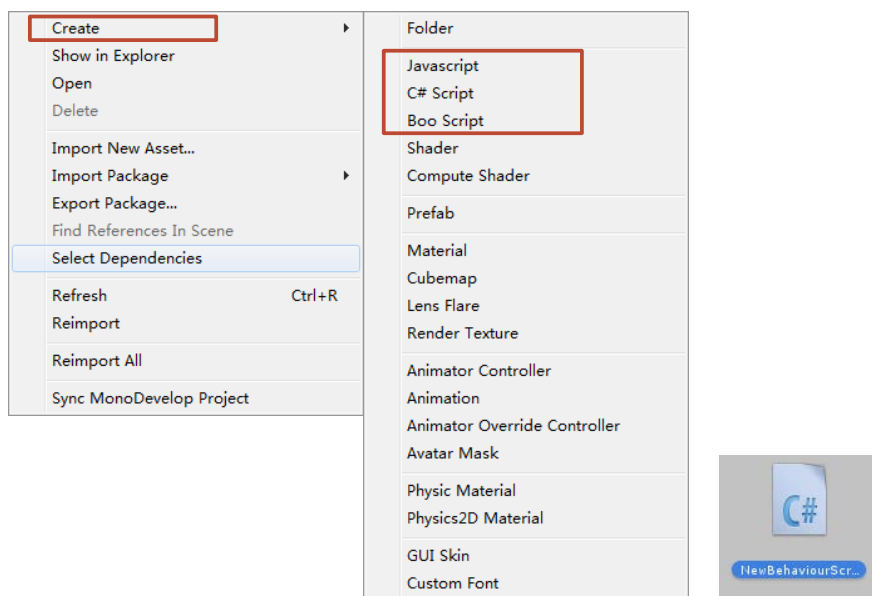 Create
Show in Explorer
Open
Delete
Import New Asset...
Import Package
Export Package...
Find References In Scene
Select Dependencies
Refresh Ctrl+R
Reimport
Reimport All
Sync MonoDevelop Project
Folder
Javascript
C# Script
Boo Script
Shader
Compute Shader
Prefab
Material
Cubemap
Lens Flare
Render Texture
Animator Controller
Animation
Animator Override Controller
Avatar Mask
Physic Material
Physics2D Material
GUI Skin
Custom Font
C#
NewBehaviourScr...